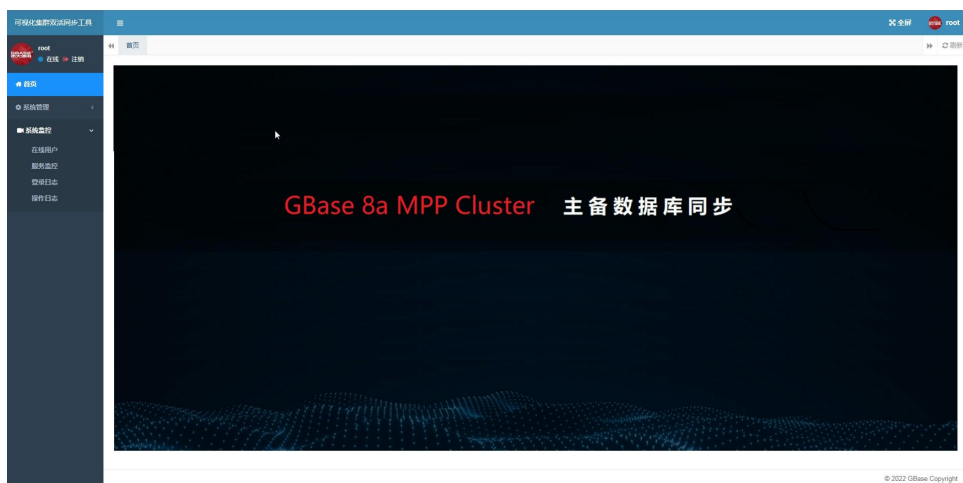 可视化集群双活同步工具
全屏
root
root
在线 注销
首页
刷新
首页
系统管理
系统监控
在线用户
服务监控
登录日志
操作日志
GBase 8a MPP Cluster 主备数据库同步
© 2022 GBase Copyright